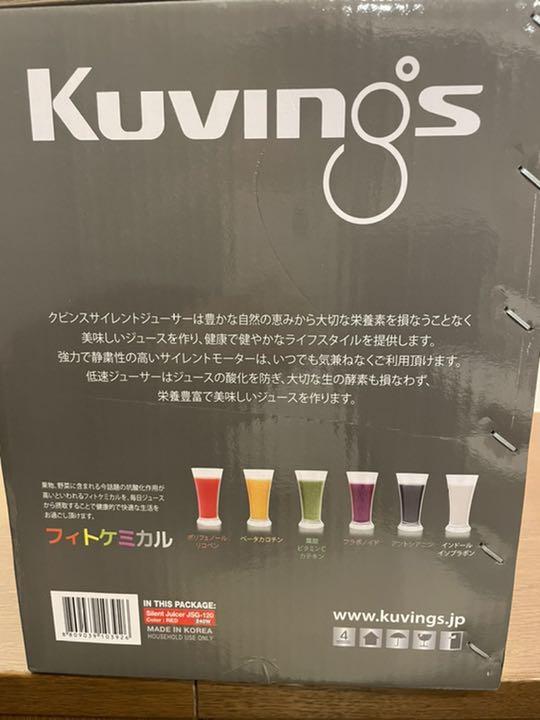 Kuvings
クビンスサイレントジューサーは豊かな自然の恵みから大切な栄養素を損なうことなく
美味しいジュースを作り、健康で健やかなライフスタイルを提供します。
強力で静粛性の高いサイレントモーターは、いつでも気兼ねなくご利用頂けます。
低速ジューサーはジュースの酸化を防ぎ、大切な生の酵素も損なわず、
栄養豊富で美味しいジュースを作ります。
果物、野菜に含まれる今話題の抗酸化作用が
高いといわれるフィトケミカルを、毎日ジュース
から摂取することで健康的で快適な生活を
お過ごし頂けます。
フィトケミカル
ポリフェノール
リコペン
ベータカロチン
葉酸
ビタミンC
カテキン
フラボノイド
アントシアニン
インドール
イソフラボン
8809039103926
IN THIS PACKAGE:
Silent Juicer JSG-120
Color : RED 240W
MADE IN KOREA
HOUSEHOLD USE ONLY
www.kuvings.jp
4